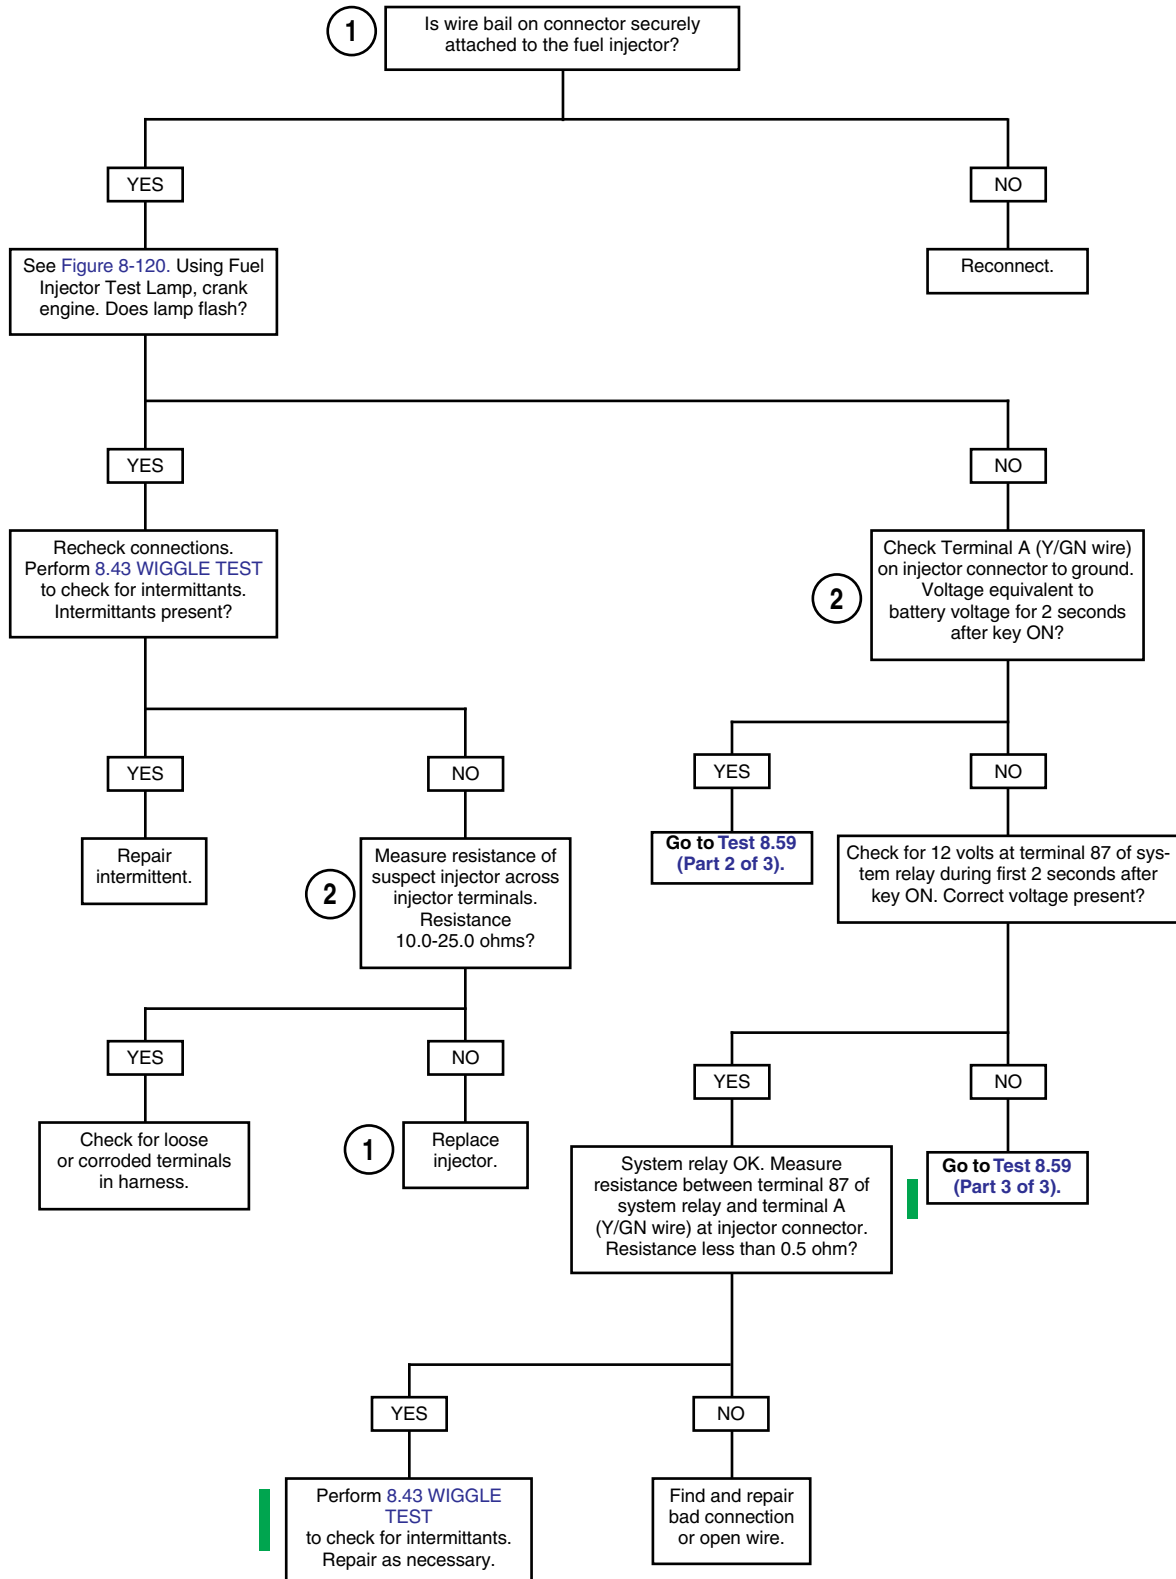 1
Is wire bail on connector securely
attached to the fuel injector?
YES
NO
See Figure 8-120. Using Fuel
Injector Test Lamp, crank
engine. Does lamp flash?
Reconnect.
YES
NO
Recheck connections.
Perform 8.43 WIGGLE TEST
to check for intermittants.
Intermittants present?
2
Check Terminal A (Y/GN wire)
on injector connector to ground.
Voltage equivalent to
battery voltage for 2 seconds
after key ON?
YES
NO
YES
NO
Repair
intermittent.
2
Measure resistance of
suspect injector across
injector terminals.
Resistance
10.0-25.0 ohms?
Go to Test 8.59
(Part 2 of 3).
Check for 12 volts at terminal 87 of sys-
tem relay during first 2 seconds after
key ON. Correct voltage present?
YES
NO
YES
NO
Check for loose
or corroded terminals
in harness.
1
Replace
injector.
System relay OK. Measure
resistance between terminal 87 of
system relay and terminal A
(Y/GN wire) at injector connector.
Resistance less than 0.5 ohm?
Go to Test 8.59
(Part 3 of 3).
YES
NO
Perform 8.43 WIGGLE
TEST
to check for intermittants.
Repair as necessary.
Find and repair
bad connection
or open wire.